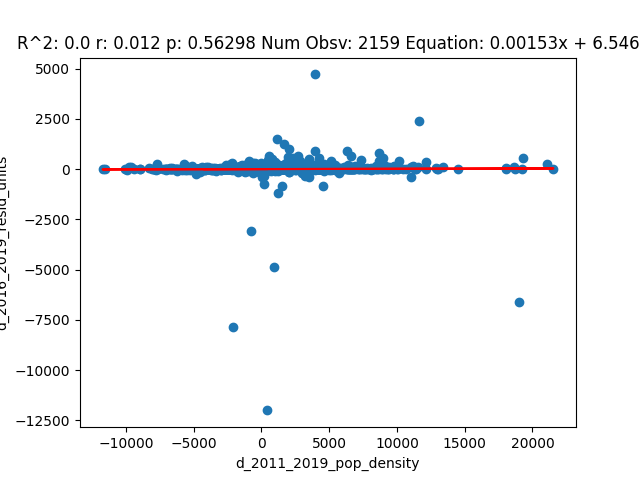 R^2: 0.0 r: 0.012 p: 0.56298 Num Obsv: 2159 Equation: 0.00153x + 6.546
5000
2500
0
−2500
−5000
−7500
−10000
−12500
d_2016_2019_resid_units
−10000 −5000 0 5000 10000 15000 20000
d_2011_2019_pop_density